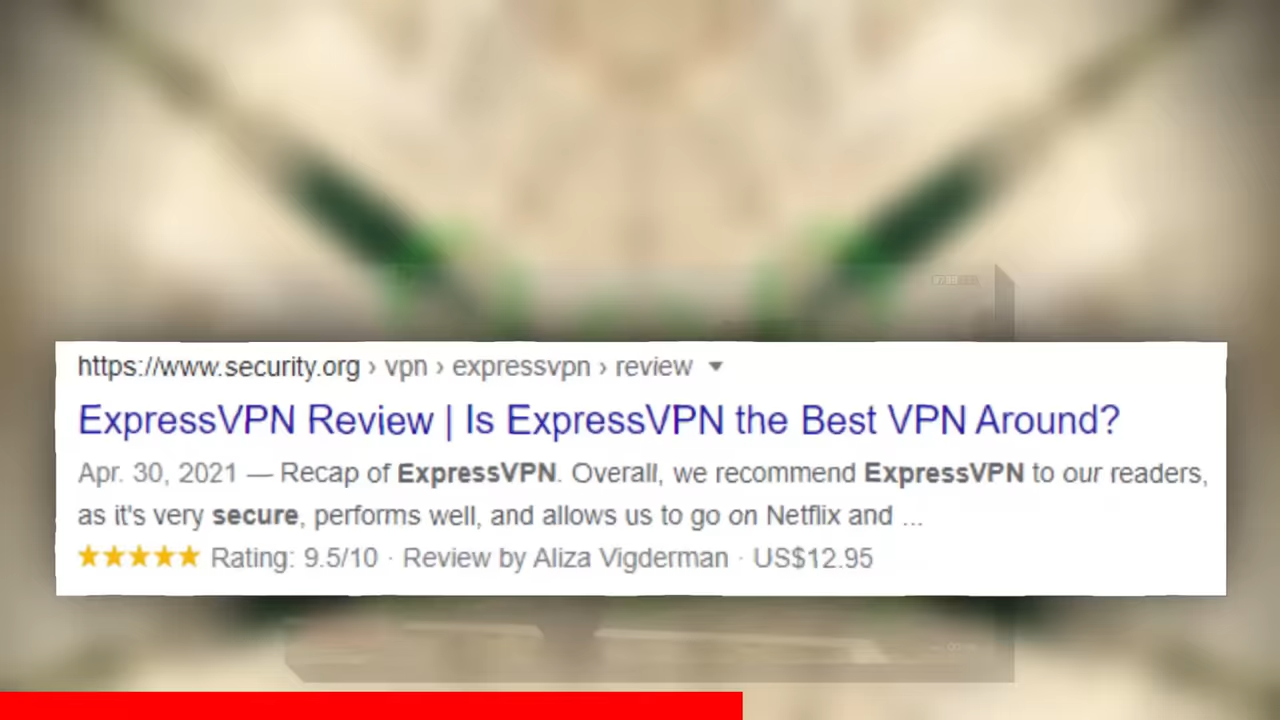 https://www.security.org › vpn › expressvpn › review
ExpressVPN Review | Is ExpressVPN the Best VPN Around?
Apr. 30, 2021 — Recap of ExpressVPN. Overall, we recommend ExpressVPN to our readers,
as it's very secure, performs well, and allows us to go on Netflix and ...
★★★★★ Rating: 9.5/10 · Review by Aliza Vigderman · US$12.95